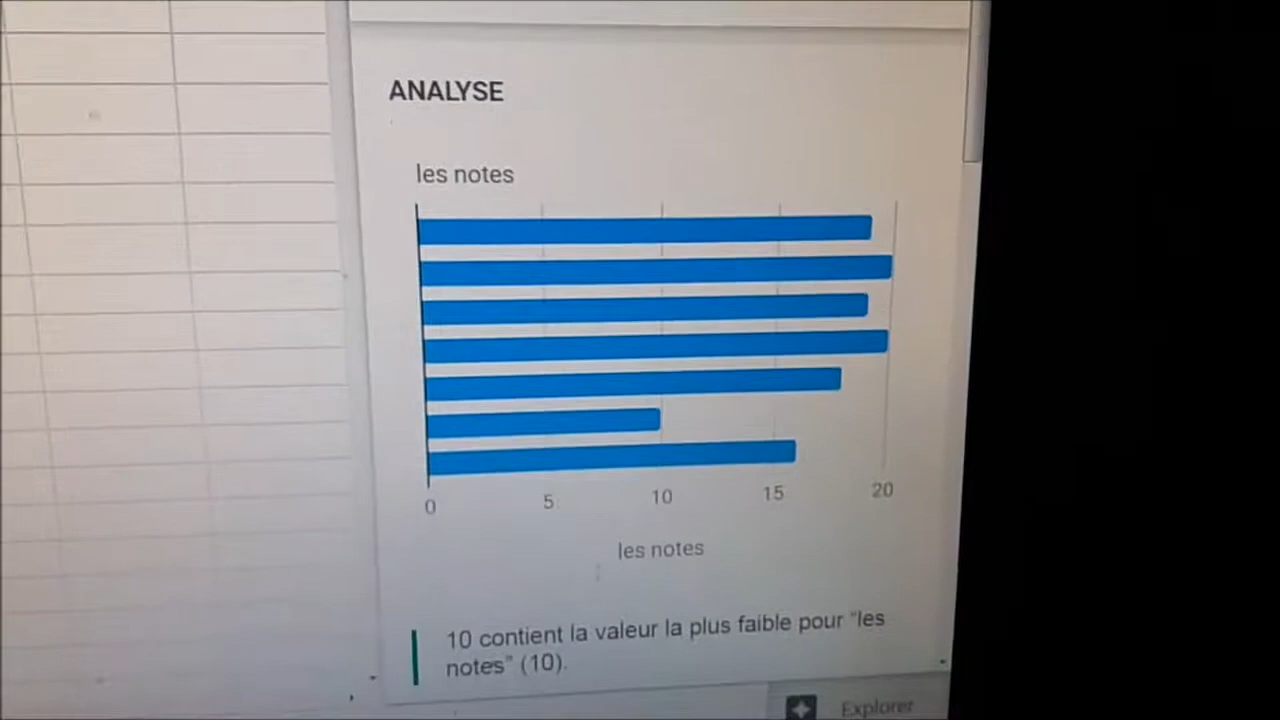 ANALYSE
les notes
0 5 10 15 20
les notes
10 contient la valeur la plus faible pour "les
notes" (10).
Explorer